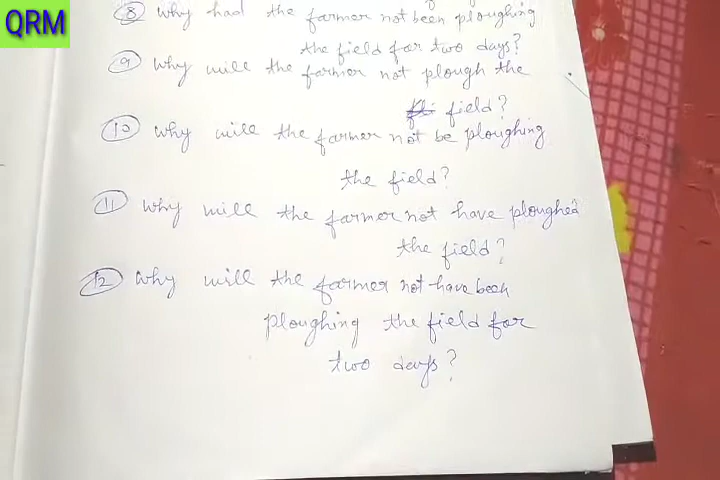 QRM
8 Why had the farmer not been ploughing
the field for two days?
9 Why will the farmer not plough the
field?
10 Why will the farmer not be ploughing
the field?
11 Why will the farmer not have ploughed
the field?
12 Why will the farmer not have been
ploughing the field for
two days?